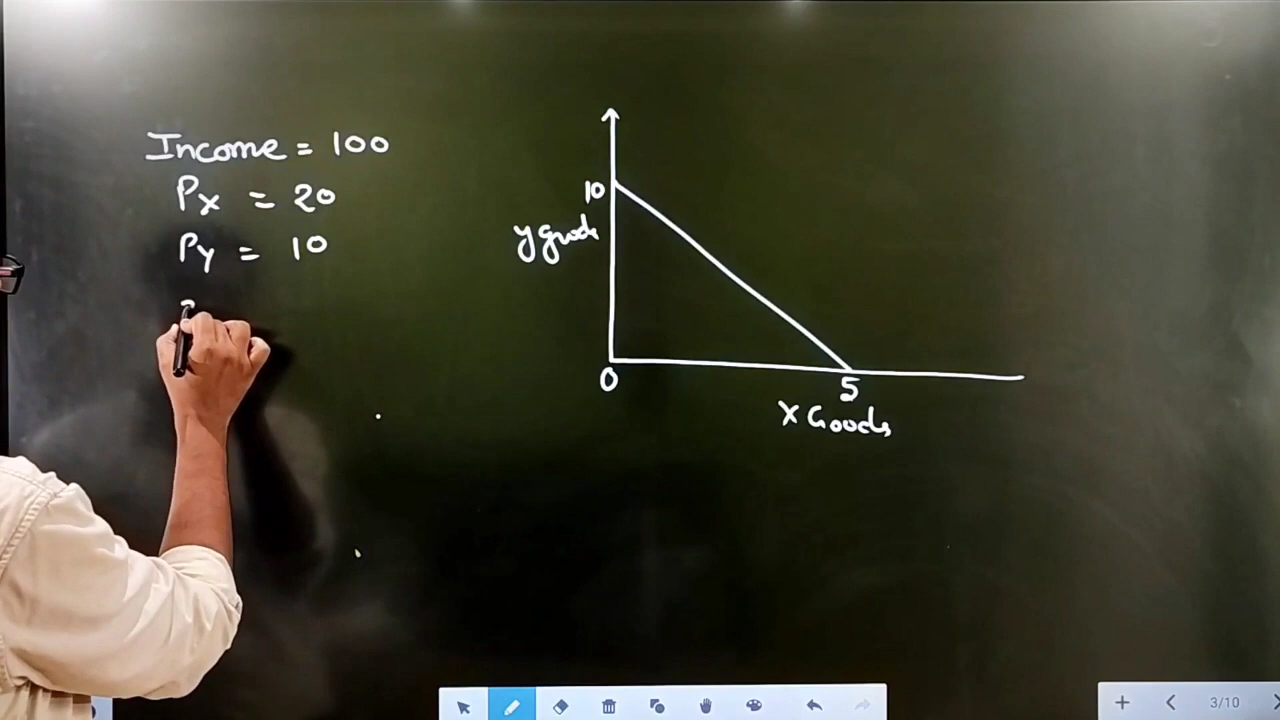 Income = 100
Px = 20
Py = 10
10
y goods
0
5
X Goods
3/10